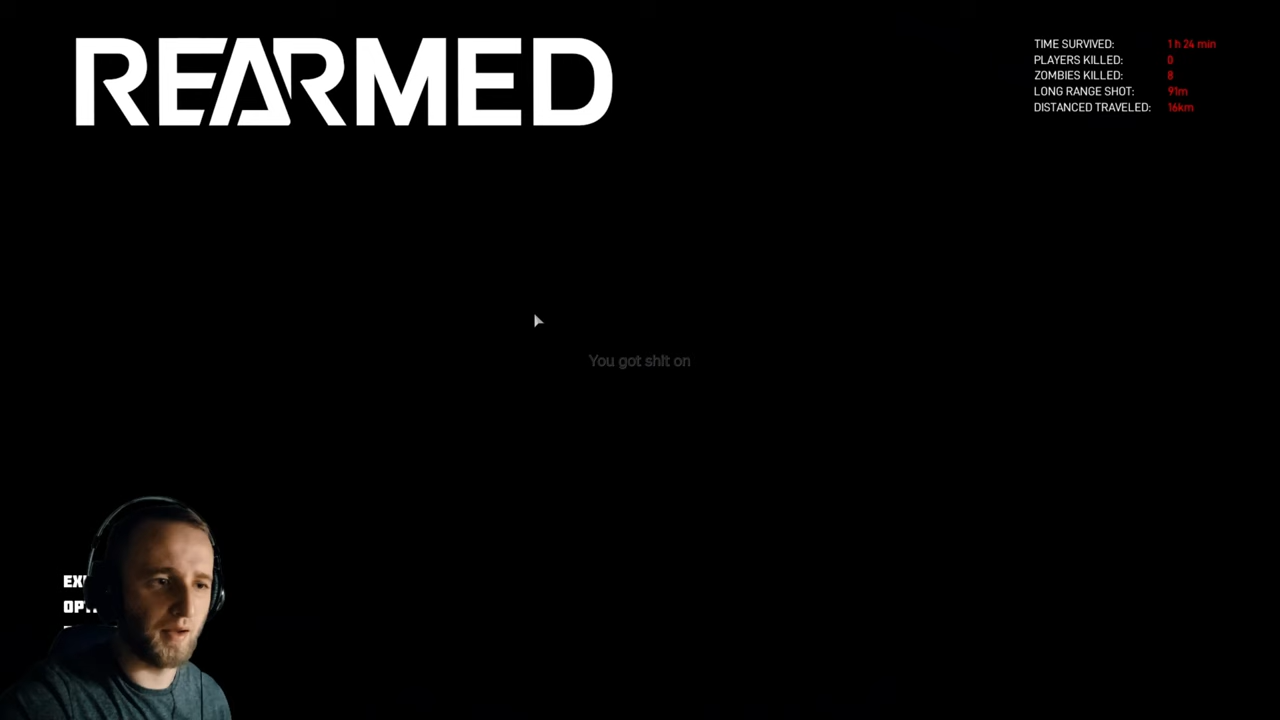 REARMED
TIME SURVIVED: 1 h 24 min
PLAYERS KILLED: 0
ZOMBIES KILLED: 8
LONG RANGE SHOT: 91m
DISTANCED TRAVELED: 16km
You got shit on